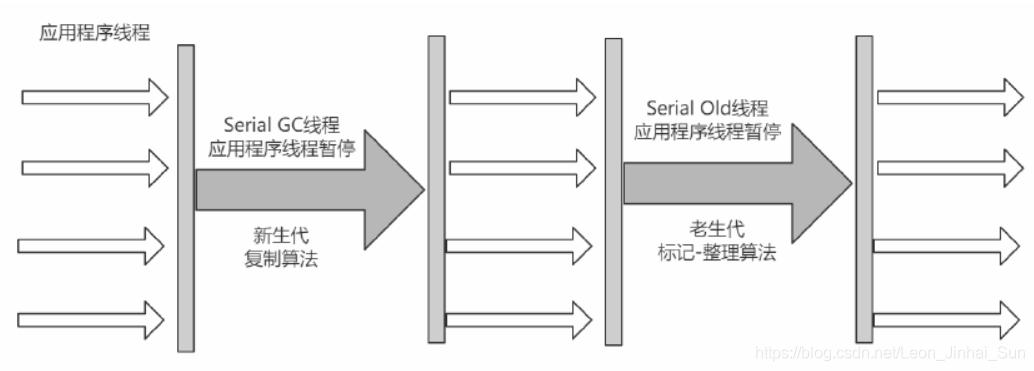 应用程序线程
Serial GC线程
应用程序线程暂停
新生代
复制算法
Serial Old线程
应用程序线程暂停
老生代
标记-整理算法
https://blog.csdn.net/Leon_Jinhai_Sun